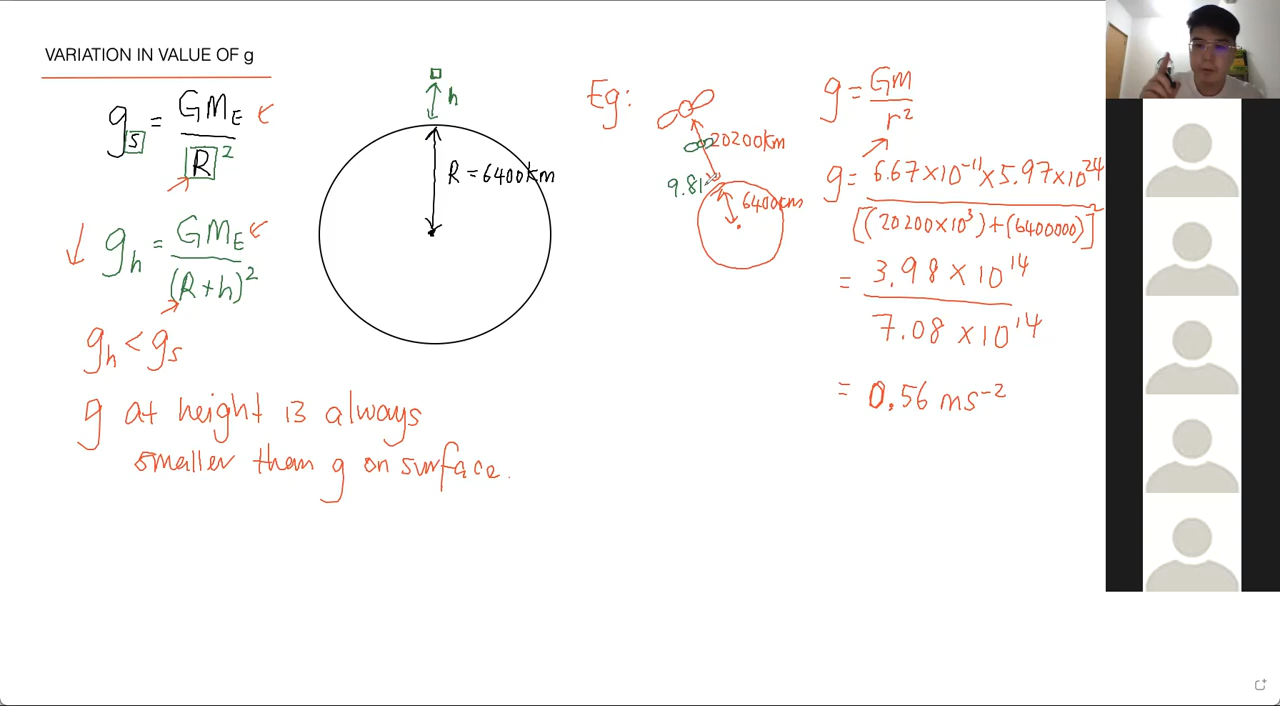 VARIATION IN VALUE OF g
gs = GME / R²
gh = GME / (R+h)²
gh < gs
g at height is always
smaller than g on surface.
h
R = 6400km
Eg:
20200km
9.81
6400km
g = GM / r²
g = 6.67×10⁻¹¹ × 5.97×10²⁴ / [(20200×10³)+(6400000)]²
= 3.98 × 10¹⁴ / 7.08 × 10¹⁴
= 0.56 ms⁻²